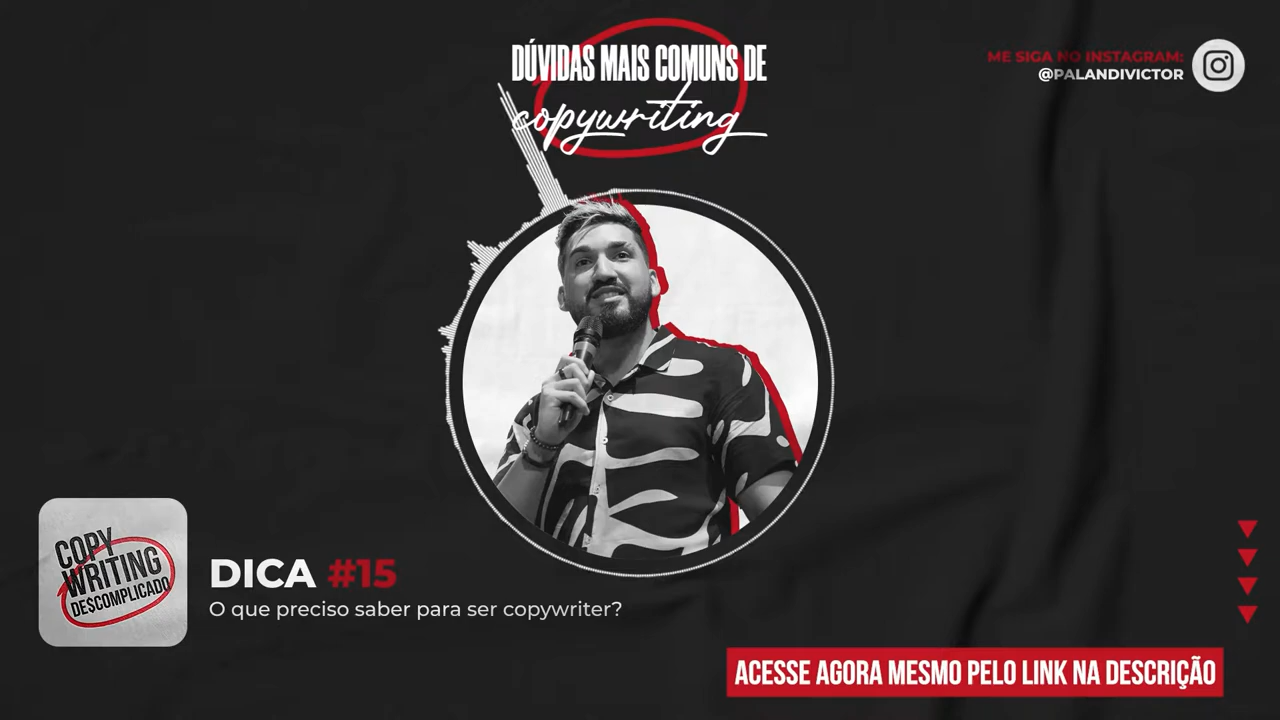 DÚVIDAS MAIS COMUNS DE
copywriting
ME SIGA NO INSTAGRAM:
@PALANDIVICTOR
COPY
WRITING
DESCOMPLICADO
DICA #15
O que preciso saber para ser copywriter?
ACESSE AGORA MESMO PELO LINK NA DESCRIÇÃO